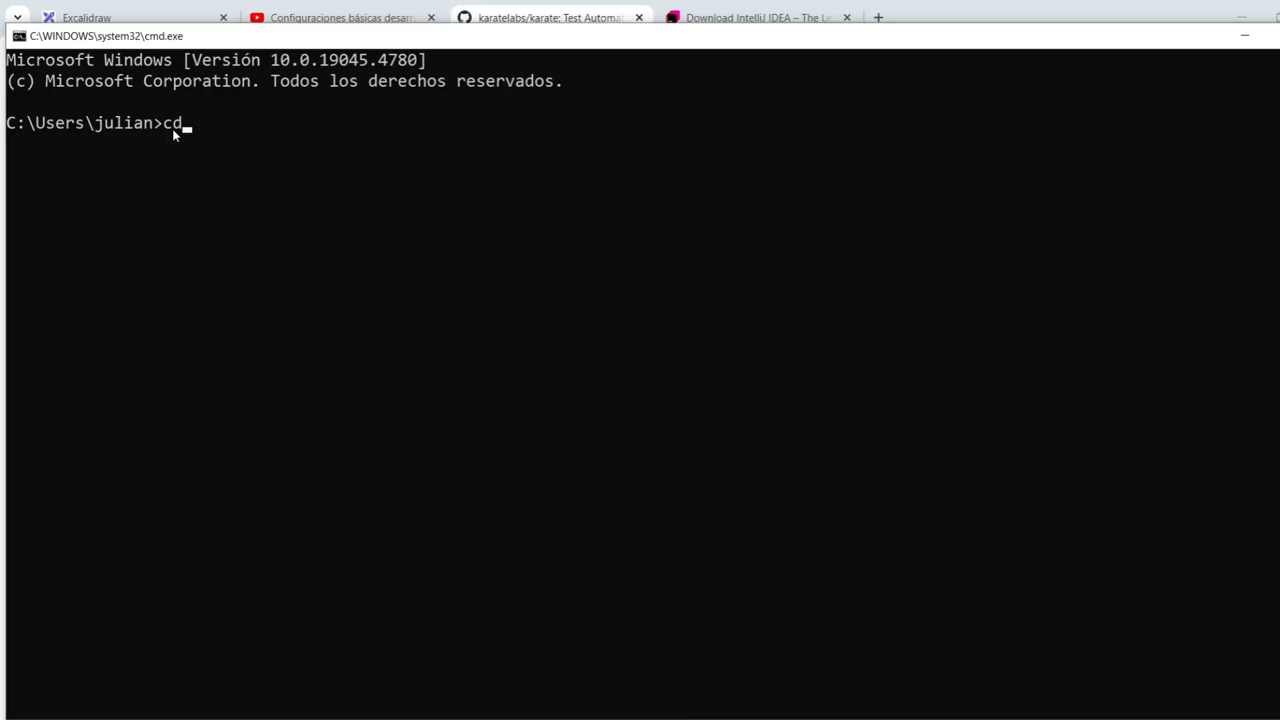 Excalidraw
Configuraciones básicas desarr
karatelabs/karate: Test Automat
Download IntelliJ IDEA – The Le
C:\WINDOWS\system32\cmd.exe
Microsoft Windows [Versión 10.0.19045.4780]
(c) Microsoft Corporation. Todos los derechos reservados.
C:\Users\julian>cd